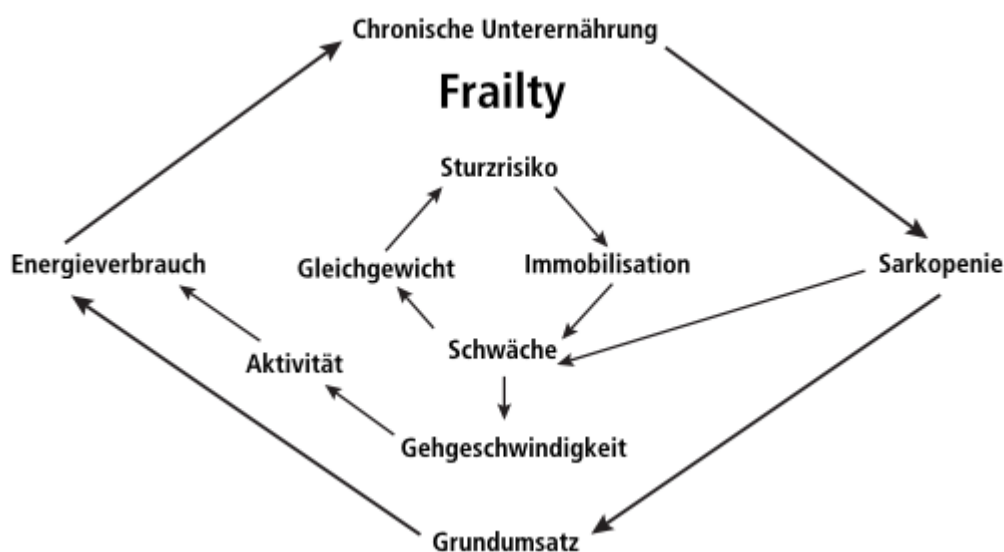 Chronische Unterernährung
Frailty
Sturzrisiko
Energieverbrauch
Gleichgewicht
Immobilisation
Sarkopenie
Schwäche
Aktivität
Gehgeschwindigkeit
Grundumsatz